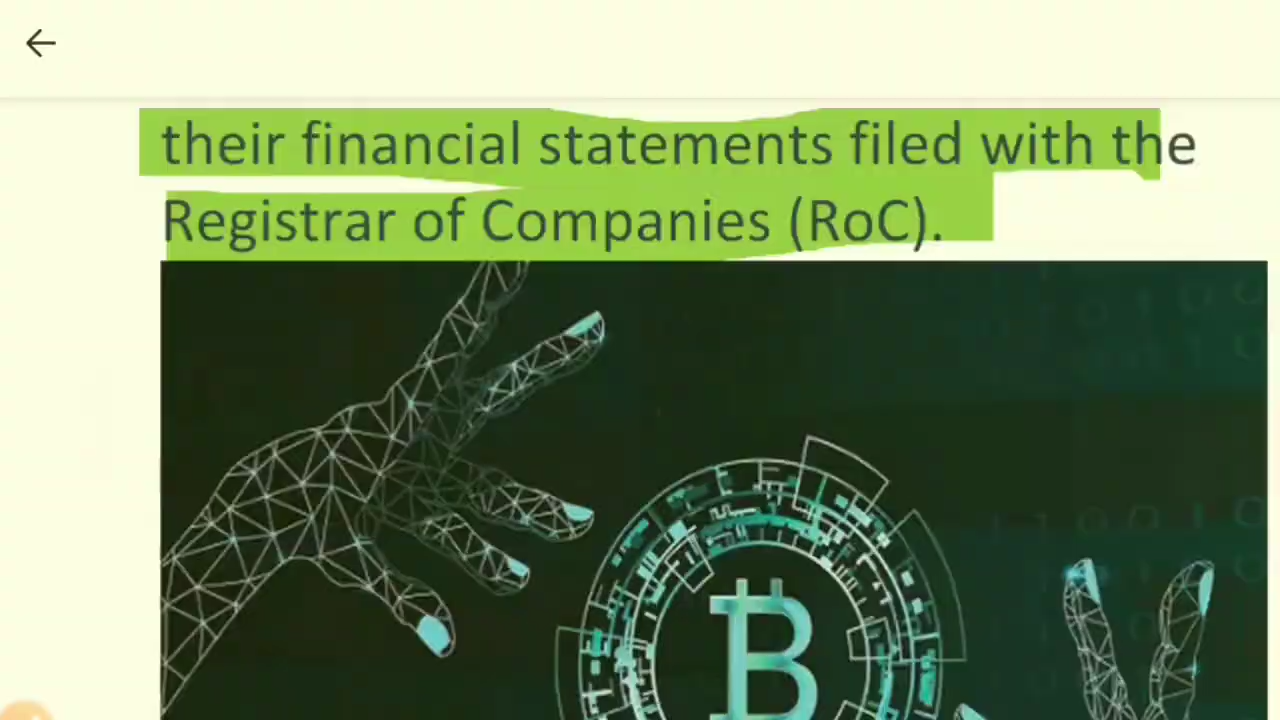 their financial statements filed with the
Registrar of Companies (RoC).